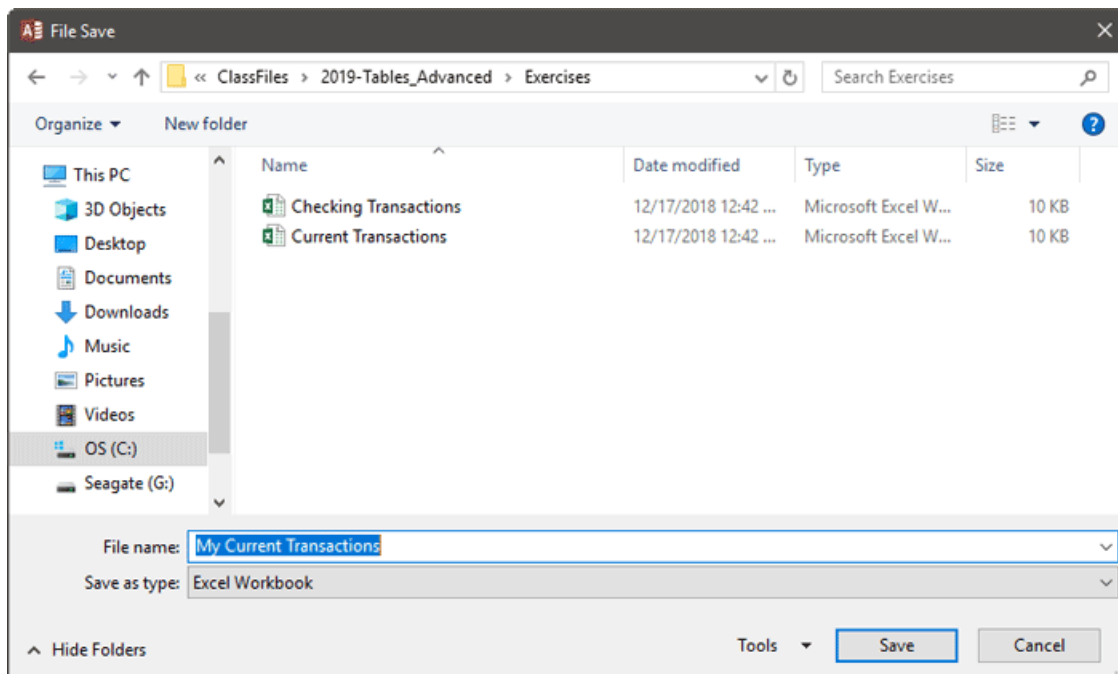 File Save
« ClassFiles > 2019-Tables_Advanced > Exercises
Search Exercises
Organize
New folder
?
This PC
3D Objects
Desktop
Documents
Downloads
Music
Pictures
Videos
OS (C:)
Seagate (G:)
Name Date modified Type Size
Checking Transactions 12/17/2018 12:42 ... Microsoft Excel W... 10 KB
Current Transactions 12/17/2018 12:42 ... Microsoft Excel W... 10 KB
File name: My Current Transactions
Save as type: Excel Workbook
Hide Folders
Tools
Save
Cancel